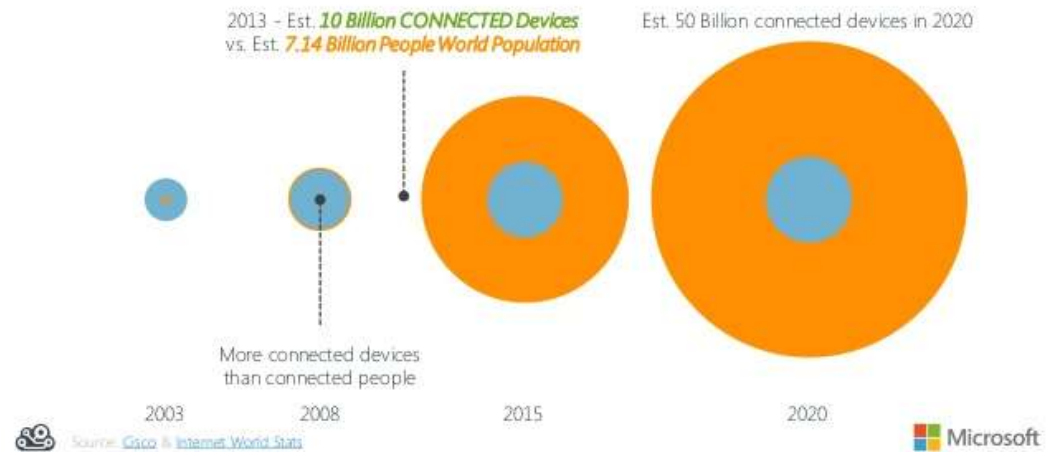 2013 - Est. 10 Billion CONNECTED Devices
vs. Est. 7.14 Billion People World Population
Est. 50 Billion connected devices in 2020
More connected devices
than connected people
2003
2008
2015
2020
Source: Cisco & Internet World Stats
Microsoft